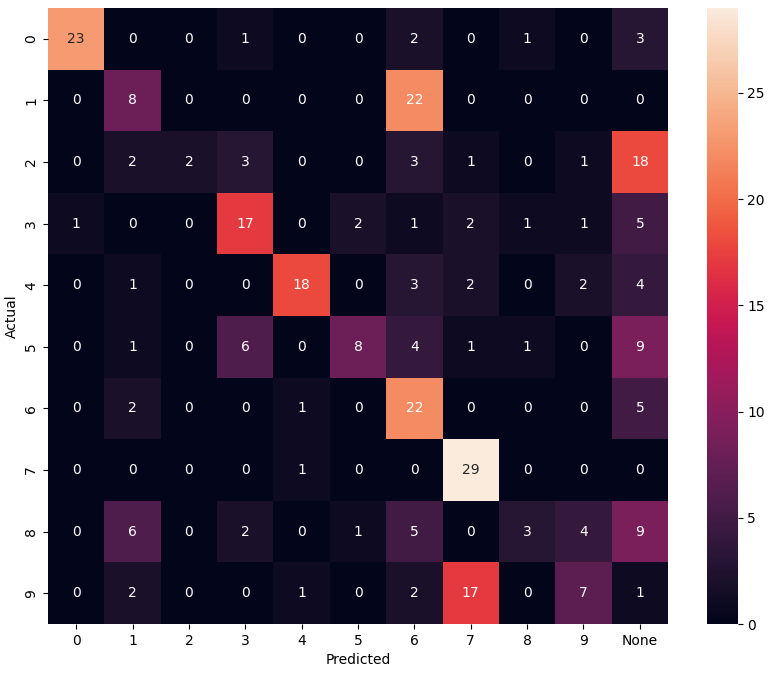 0 23 0 0 1 0 0 2 0 1 0 3
1 0 8 0 0 0 0 22 0 0 0 0
2 0 2 2 3 0 0 3 1 0 1 18
3 1 0 0 17 0 2 1 2 1 1 5
4 0 1 0 0 18 0 3 2 0 2 4
5 0 1 0 6 0 8 4 1 1 0 9
6 0 2 0 0 1 0 22 0 0 0 5
7 0 0 0 0 1 0 0 29 0 0 0
8 0 6 0 2 0 1 5 0 3 4 9
9 0 2 0 0 1 0 2 17 0 7 1
0 1 2 3 4 5 6 7 8 9 None
Predicted
Actual
25
20
15
10
5
0